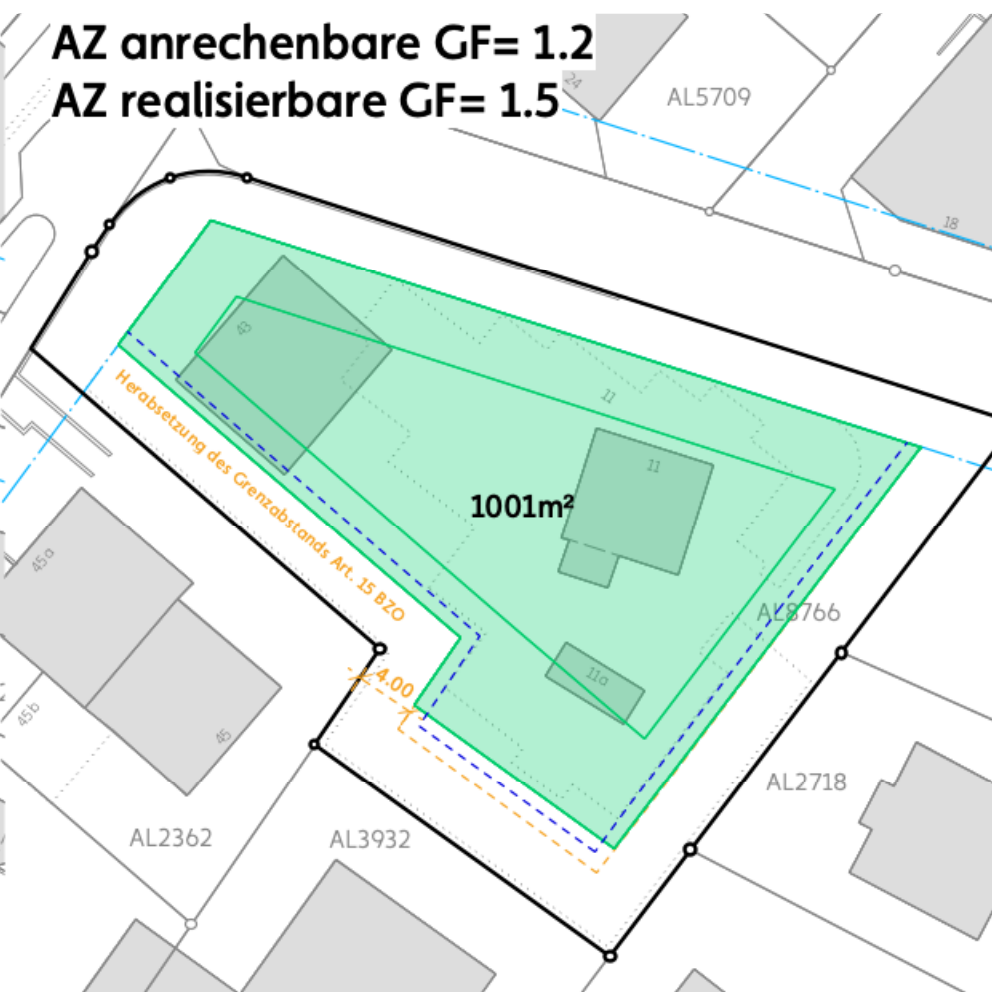 AZ anrechenbare GF= 1.2
AZ realisierbare GF= 1.5
24
AL5709
18
43
11
11
1001m²
Herabsetzung des Grenzabstands Art. 15 BZO
45a
AL8766
11a
4.00
45b
45
AL2718
AL2362
AL3932